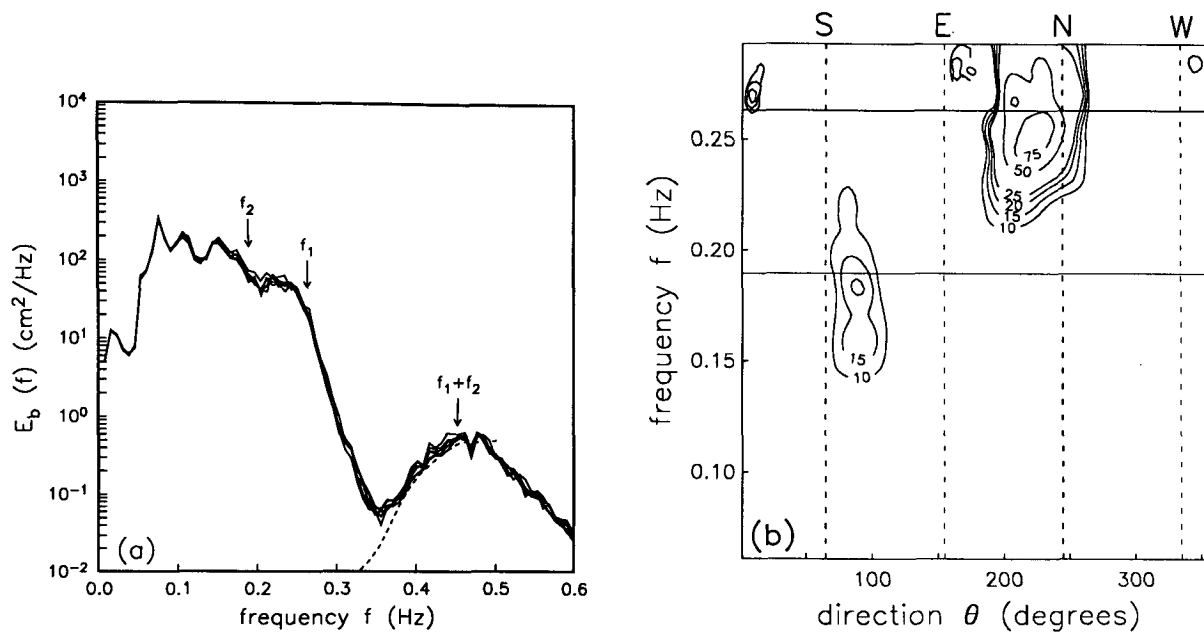 10^4
10^3
10^2
10^1
10^0
10^-1
10^-2
E_b (f) (cm^2/Hz)
f_2
f_1
f_1+f_2
(a)
0.0 0.1 0.2 0.3 0.4 0.5 0.6
frequency f (Hz)
S E N W
0.25
0.20
0.15
0.10
frequency f (Hz)
75
50
25
20
15
10
15
10
(b)
100 200 300
direction θ (degrees)